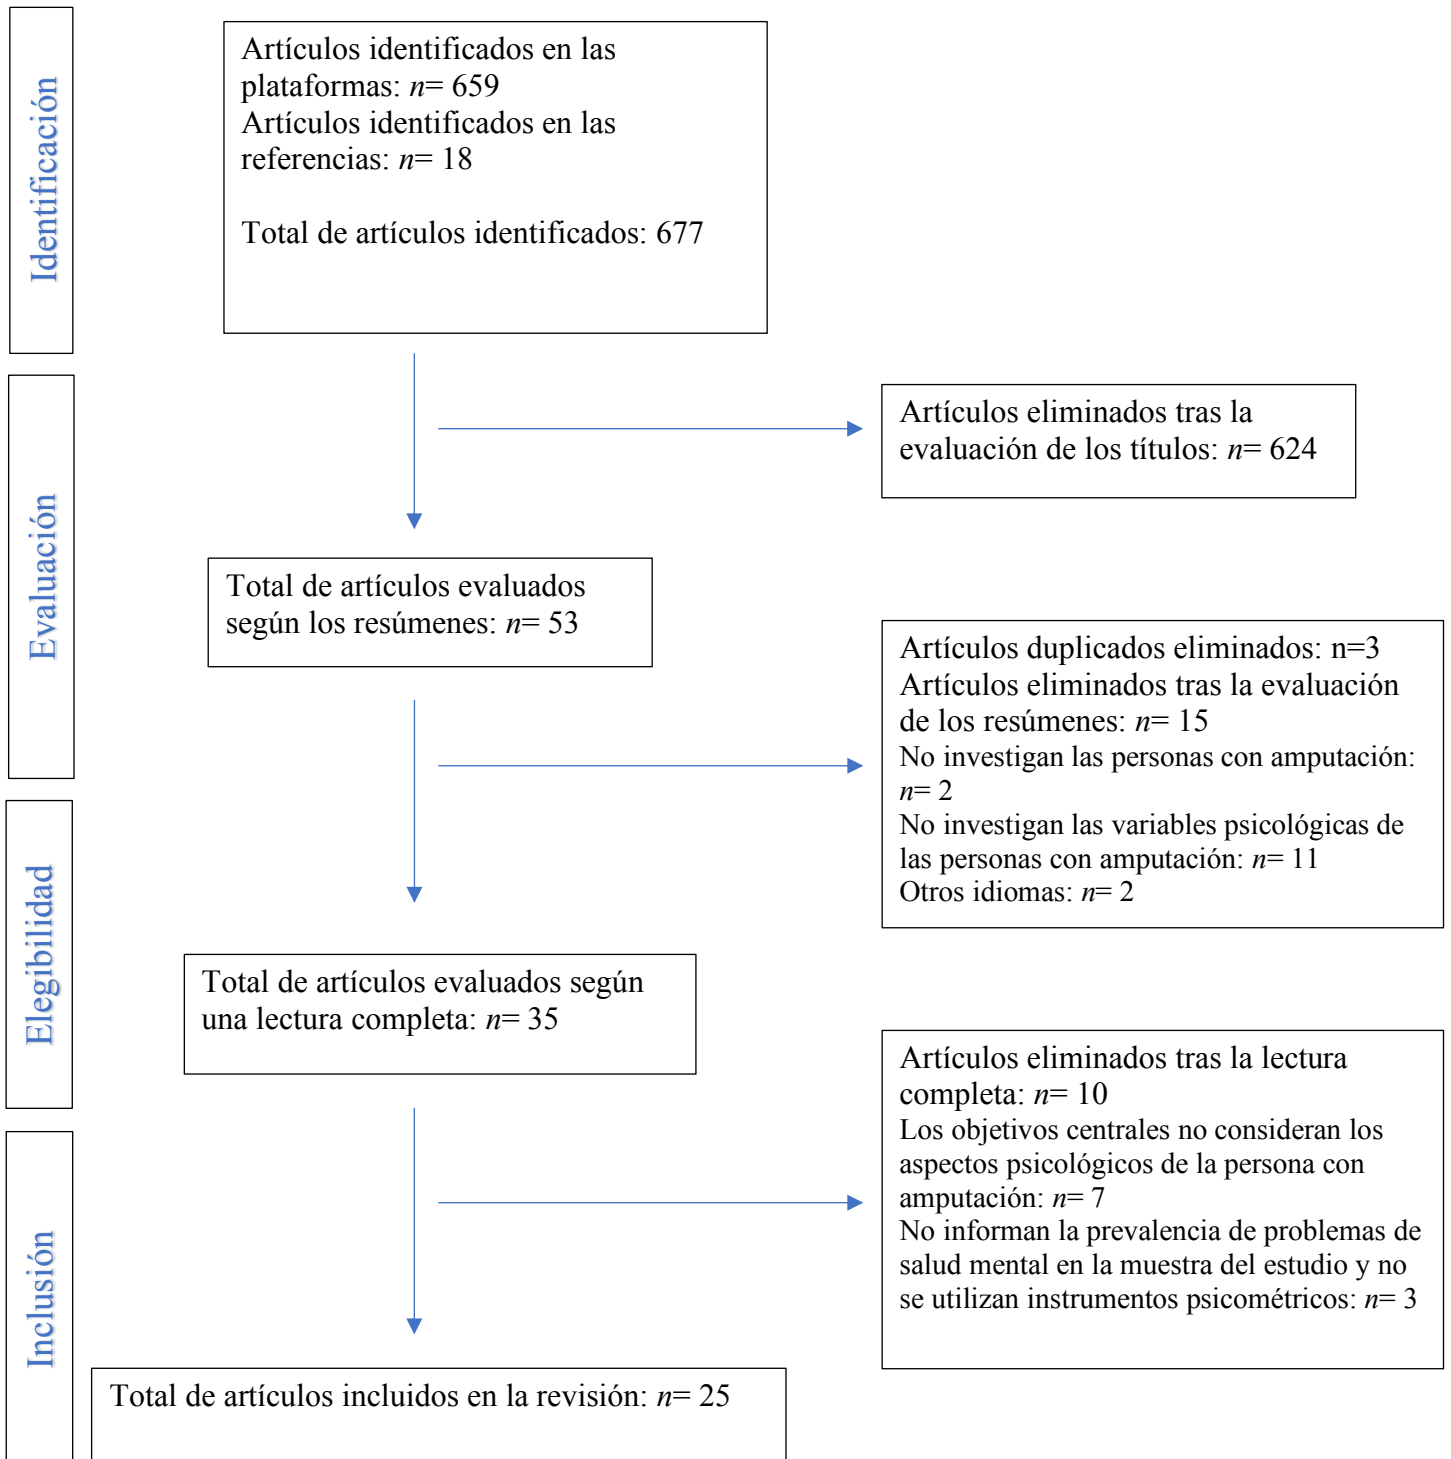 Identificación
Artículos identificados en las
plataformas: n= 659
Artículos identificados en las
referencias: n= 18
Total de artículos identificados: 677
Evaluación
Artículos eliminados tras la
evaluación de los títulos: n= 624
Total de artículos evaluados
según los resúmenes: n= 53
Artículos duplicados eliminados: n=3
Artículos eliminados tras la evaluación
de los resúmenes: n= 15
No investigan las personas con amputación:
n= 2
No investigan las variables psicológicas de
las personas con amputación: n= 11
Otros idiomas: n= 2
Elegibilidad
Total de artículos evaluados según
una lectura completa: n= 35
Artículos eliminados tras la lectura
completa: n= 10
Los objetivos centrales no consideran los
aspectos psicológicos de la persona con
amputación: n= 7
No informan la prevalencia de problemas de
salud mental en la muestra del estudio y no
se utilizan instrumentos psicométricos: n= 3
Inclusión
Total de artículos incluidos en la revisión: n= 25